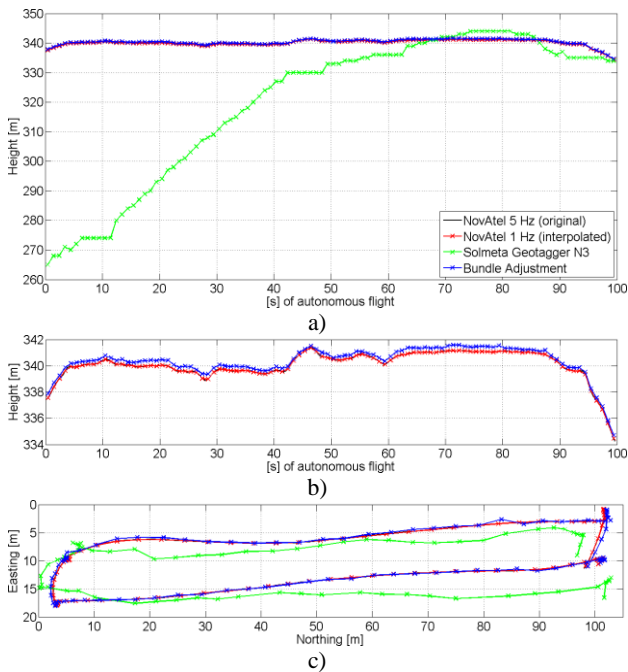 350
340
330
320
310
300
290
280
270
260
Height [m]
NovAtel 5 Hz (original)
NovAtel 1 Hz (interpolated)
Solmeta Geotagger N3
Bundle Adjustment
0 10 20 30 40 50 60 70 80 90 100
[s] of autonomous flight
a)
342
340
338
336
334
Height [m]
0 10 20 30 40 50 60 70 80 90 100
[s] of autonomous flight
b)
0
5
10
15
20
Easting [m]
0 10 20 30 40 50 60 70 80 90 100
Northing [m]
c)